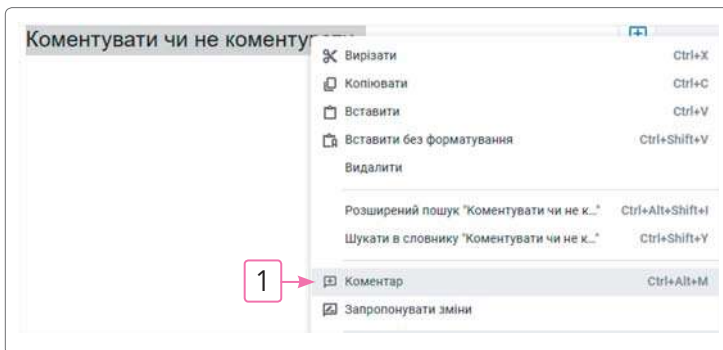 Коментувати чи не коментувати
Вирізати Ctrl+X
Копіювати Ctrl+C
Вставити Ctrl+V
Вставити без форматування Ctrl+Shift+V
Видалити
Розширений пошук "Коментувати чи не к..." Ctrl+Alt+Shift+I
Шукати в словнику "Коментувати чи не к..." Ctrl+Shift+Y
1 Коментар Ctrl+Alt+M
Запропонувати зміни